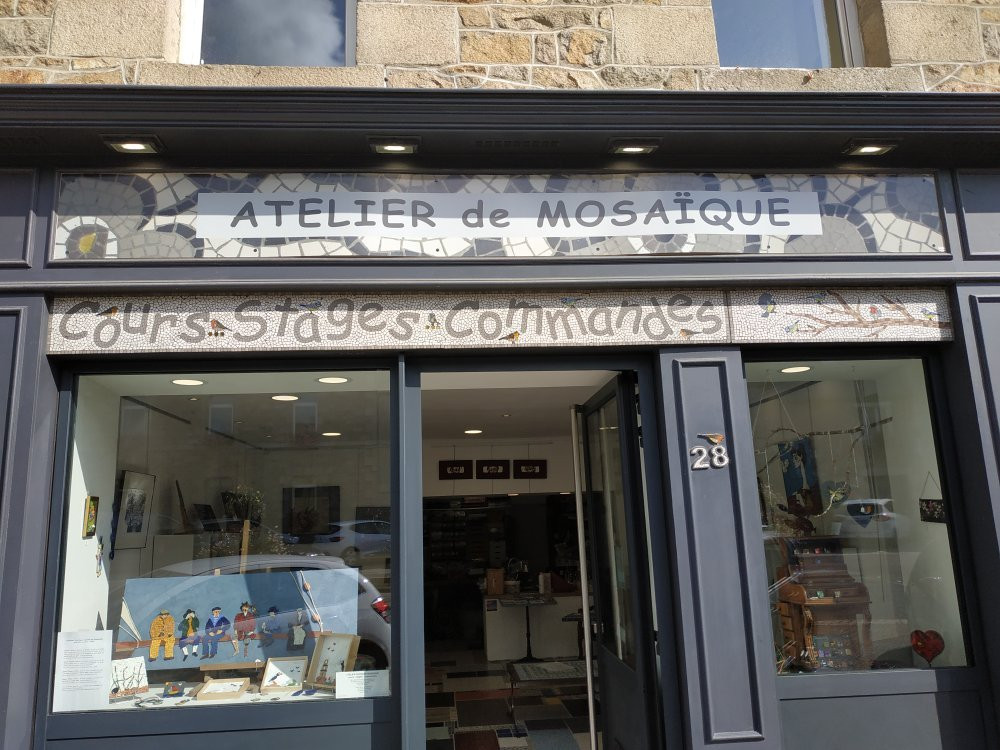 ATELIER de MOSAÏQUE
Cours... Stages... Commandes
28